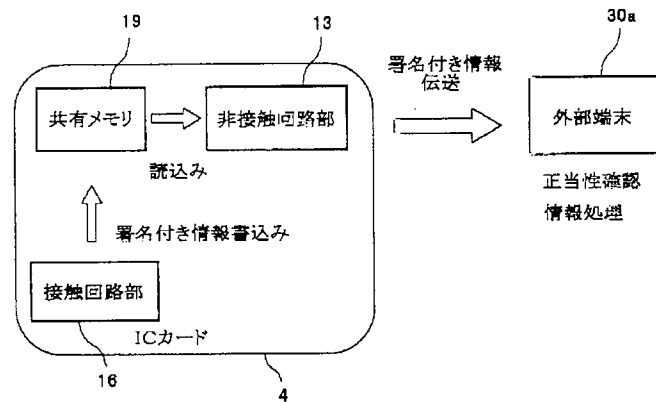 19
13
30a
共有メモリ
非接触回路部
署名付き情報
伝送
外部端末
読込み
正当性確認
情報処理
署名付き情報書込み
接触回路部
ICカード
16
4